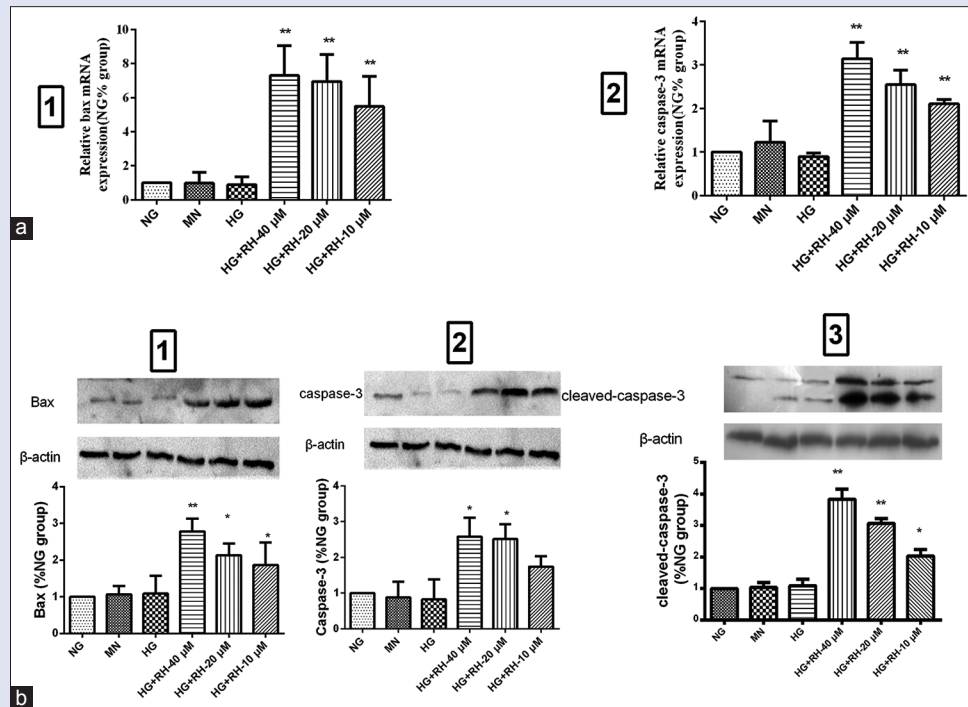 1
Relative bax mRNA
expression(NG% group)
10
8
6
4
2
0
**
**
**
NG
MN
HG
HG+RH-40 µM
HG+RH-20 µM
HG+RH-10 µM
2
Relative caspase-3 mRNA
expression(NG% group)
4
3
2
1
0
**
**
**
NG
MN
HG
HG+RH-40 µM
HG+RH-20 µM
HG+RH-10 µM
a
1
Bax
β-actin
Bax (%NG group)
4
3
2
1
0
**
*
*
NG
MN
HG
HG+RH-40 µM
HG+RH-20 µM
HG+RH-10 µM
2
caspase-3
β-actin
Caspase-3 (%NG group)
4
3
2
1
0
*
*
NG
MN
HG
HG+RH-40 µM
HG+RH-20 µM
HG+RH-10 µM
3
cleaved-caspase-3
β-actin
cleaved-caspase-3
(%NG group)
5
4
3
2
1
0
**
**
*
NG
MN
HG
HG+RH-40 µM
HG+RH-20 µM
HG+RH-10 µM
b